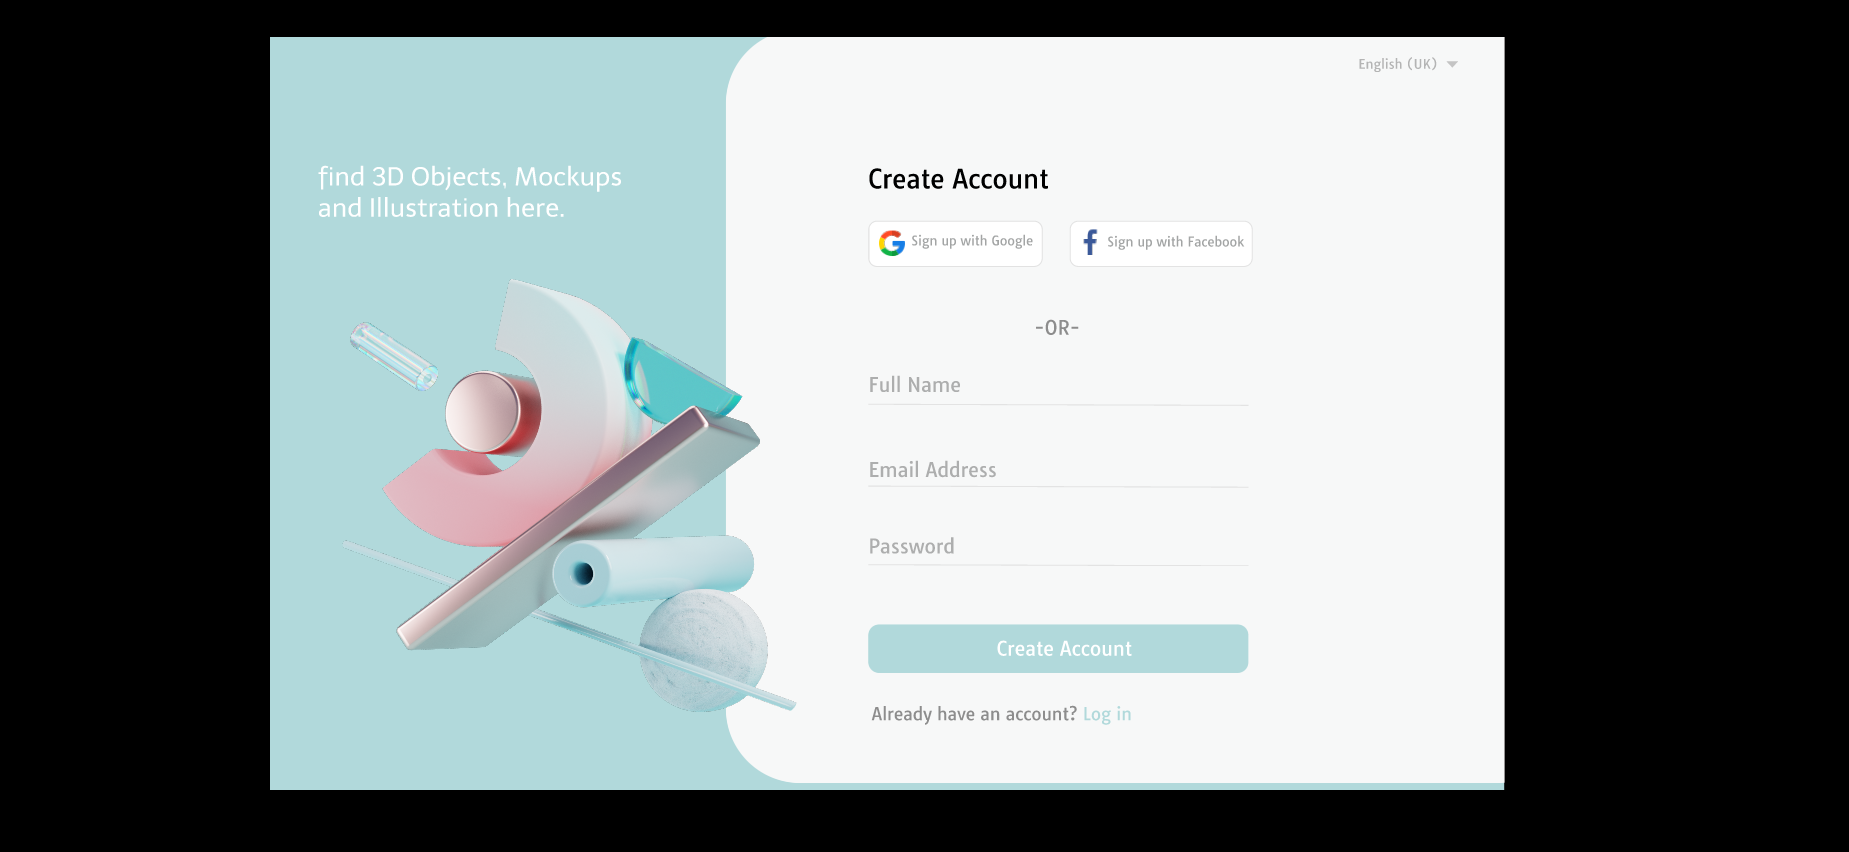 English (UK)
find 3D Objects, Mockups
and Illustration here.
Create Account
Sign up with Google
Sign up with Facebook
-OR-
Full Name
Email Address
Password
Create Account
Already have an account? Log in